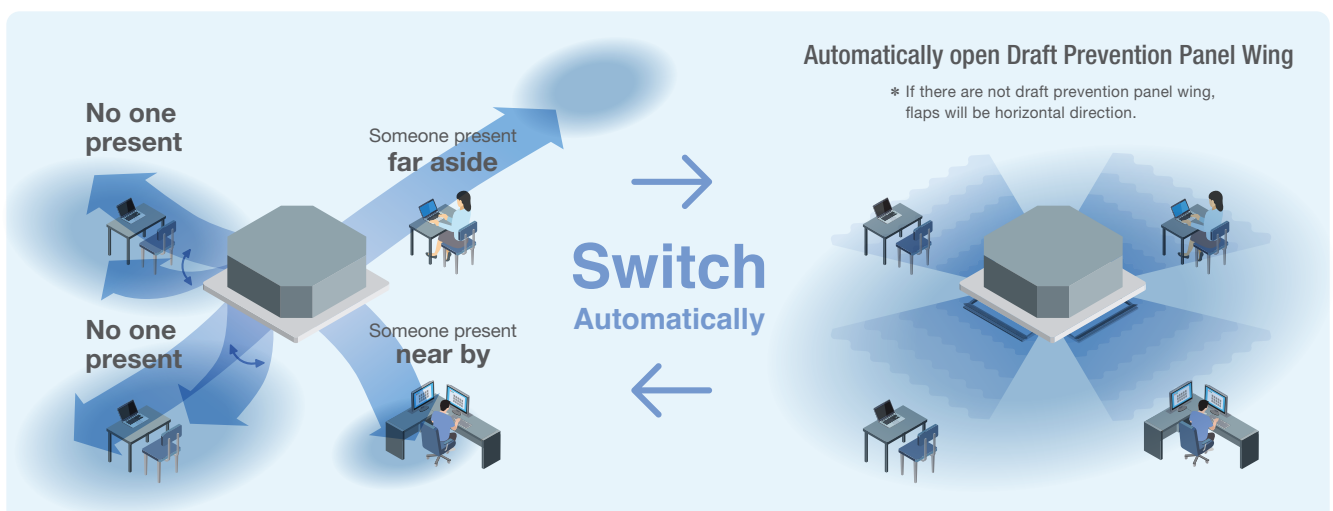 No one
present
Someone present
far aside
No one
present
Someone present
near by
Switch
Automatically
Automatically open Draft Prevention Panel Wing
* If there are not draft prevention panel wing,
flaps will be horizontal direction.